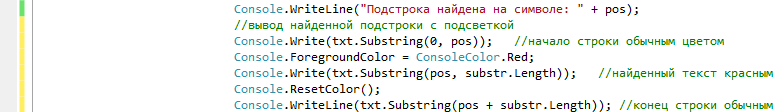 Console.WriteLine("Подстрока найдена на символе: " + pos);
//вывод найденной подстроки с подсветкой
Console.Write(txt.Substring(0, pos));   //начало строки обычным цветом
Console.ForegroundColor = ConsoleColor.Red;
Console.Write(txt.Substring(pos, substr.Length));   //найденный текст красным
Console.ResetColor();
Console.WriteLine(txt.Substring(pos + substr.Length)); //конец строки обычным